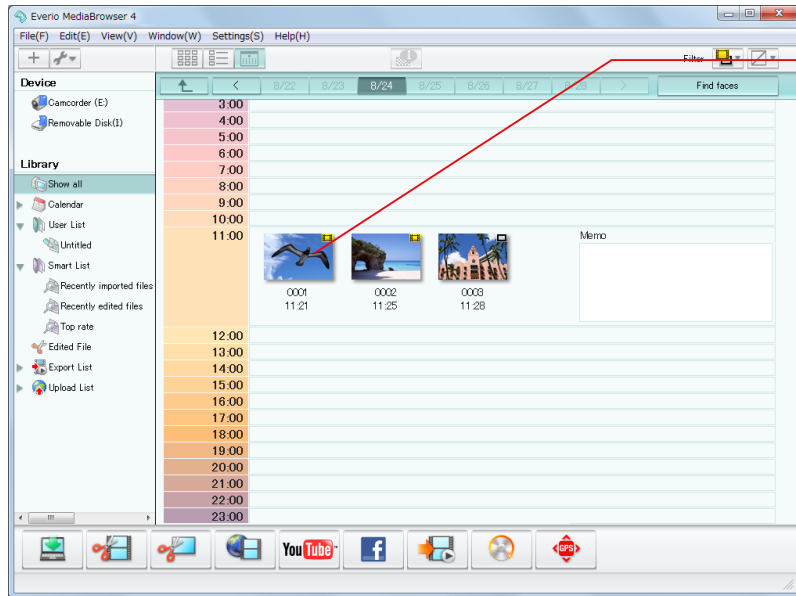 Everio MediaBrowser 4
File(F) Edit(E) View(V) Window(W) Settings(S) Help(H)
Filter
Device
Camcorder (E:)
Removable Disk(I)
Library
Show all
Calendar
User List
Untitled
Smart List
Recently imported files
Recently edited files
Top rate
Edited File
Export List
Upload List
< 8/22 8/23 8/24 8/25 8/26 8/27 8/28 > Find faces
3:00
4:00
5:00
6:00
7:00
8:00
9:00
10:00
11:00
0001 0002 0003
11:21 11:25 11:28
Memo
12:00
13:00
14:00
15:00
16:00
17:00
18:00
19:00
20:00
21:00
22:00
23:00
YouTube f GPS